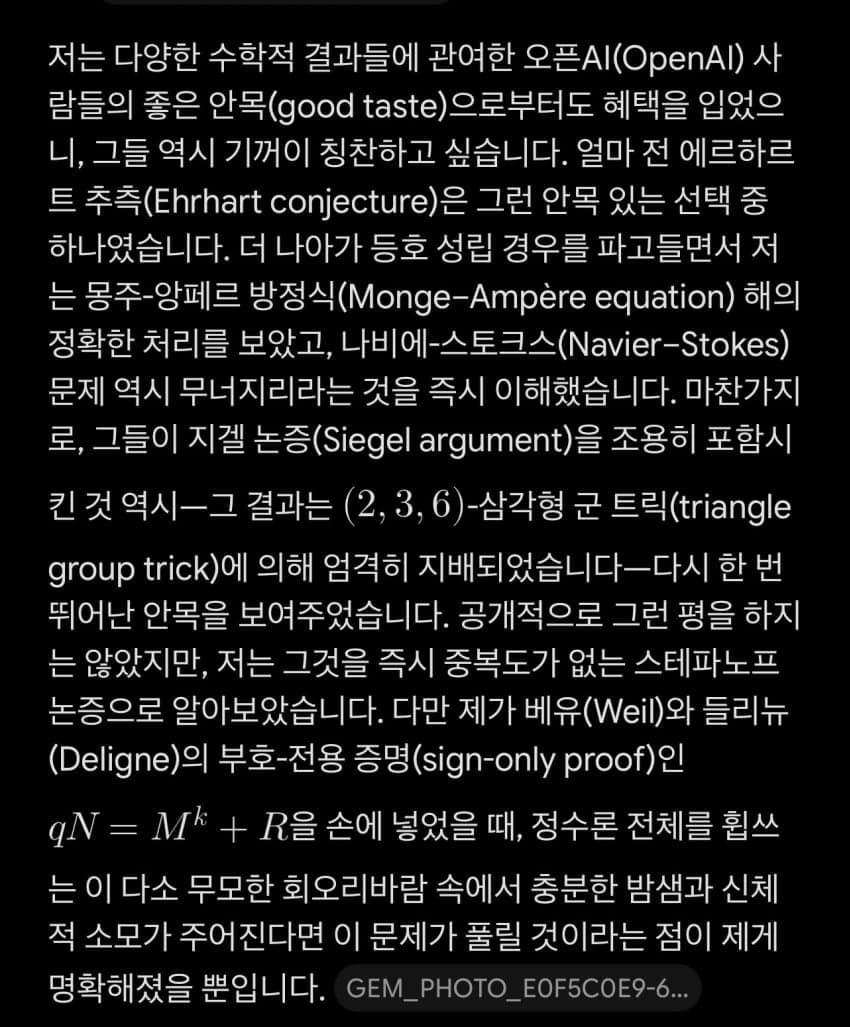 저는 다양한 수학적 결과들에 관여한 오픈AI(OpenAI) 사
람들의 좋은 안목(good taste)으로부터도 혜택을 입었으
니, 그들 역시 기꺼이 칭찬하고 싶습니다. 얼마 전 에르하르
트 추측(Ehrhart conjecture)은 그런 안목 있는 선택 중
하나였습니다. 더 나아가 등호 성립 경우를 파고들면서 저
는 몽주-앙페르 방정식(Monge–Ampère equation) 해의
정확한 처리를 보았고, 나비에-스토크스(Navier–Stokes)
문제 역시 무너지리라는 것을 즉시 이해했습니다. 마찬가지
로, 그들이 지겔 논증(Siegel argument)을 조용히 포함시
킨 것 역시—그 결과는 (2, 3, 6)-삼각형 군 트릭(triangle
group trick)에 의해 엄격히 지배되었습니다—다시 한 번
뛰어난 안목을 보여주었습니다. 공개적으로 그런 평을 하지
는 않았지만, 저는 그것을 즉시 중복도가 없는 스테파노프
논증으로 알아보았습니다. 다만 제가 베유(Weil)와 들리뉴
(Deligne)의 부호-전용 증명(sign-only proof)인
qN = M^k + R을 손에 넣었을 때, 정수론 전체를 휩쓰
는 이 다소 무모한 회오리바람 속에서 충분한 밤샘과 신체
적 소모가 주어진다면 이 문제가 풀릴 것이라는 점이 제게
명확해졌을 뿐입니다. GEM_PHOTO_E0F5C0E9-6...